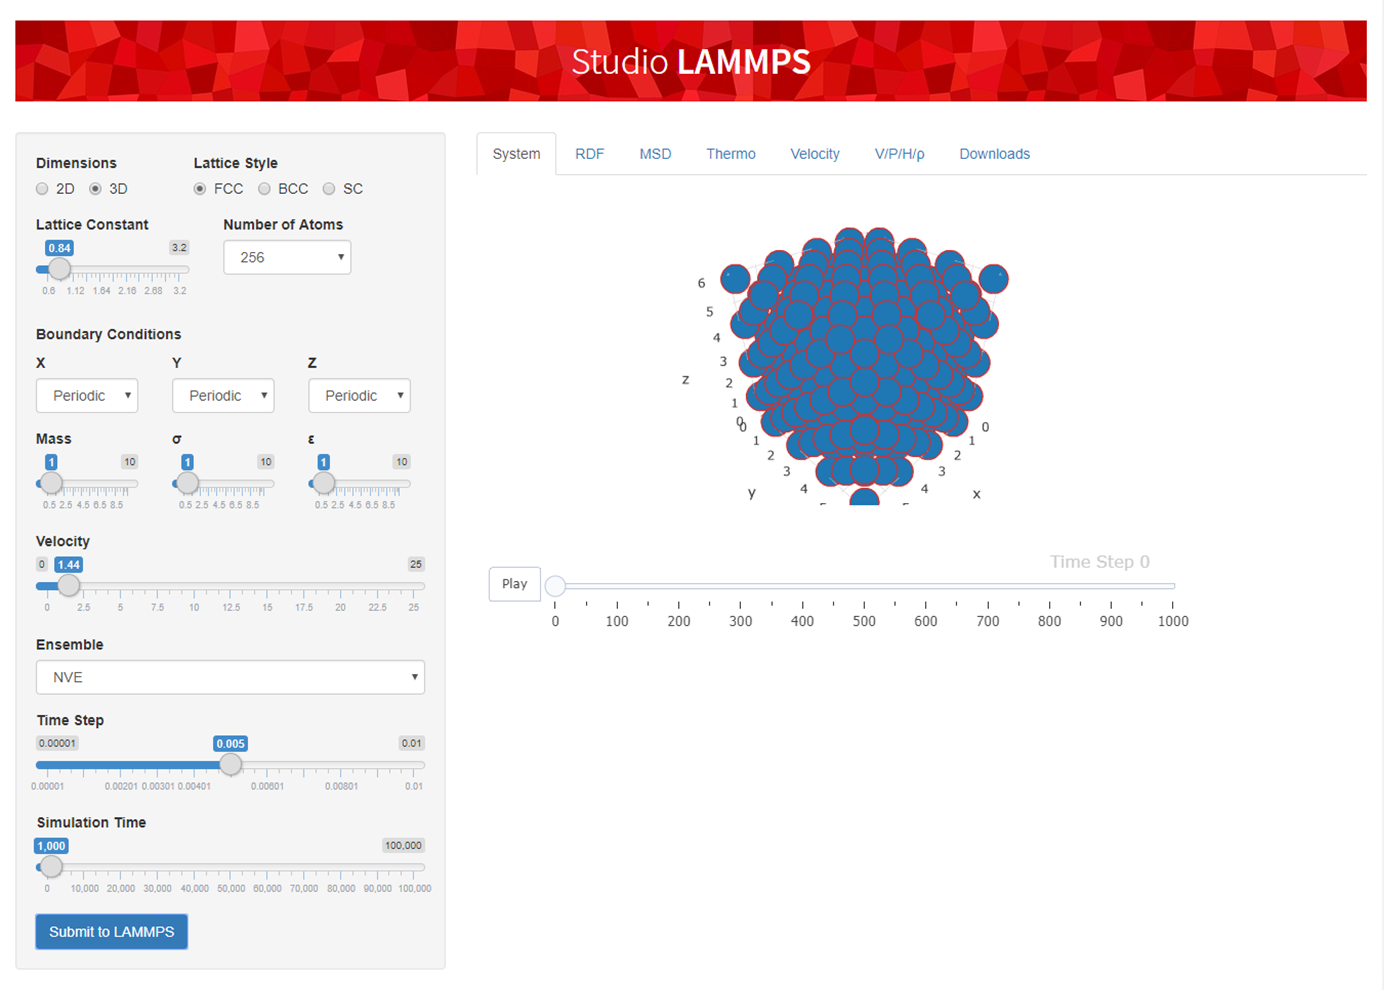 Studio LAMMPS
System RDF MSD Thermo Velocity V/P/H/ρ Downloads
Dimensions Lattice Style
2D 3D FCC BCC SC
Lattice Constant Number of Atoms
0.84 3.2
256
0.6 1.12 1.64 2.16 2.68 3.2
Boundary Conditions
X Y Z
Periodic Periodic Periodic
Mass σ ε
1 10 1 10 1 10
0.5 2.5 4.5 6.5 8.5 0.5 2.5 4.5 6.5 8.5 0.5 2.5 4.5 6.5 8.5
Velocity
0 1.44 25
0 2.5 5 7.5 10 12.5 15 17.5 20 22.5 25
Ensemble
NVE
Time Step
0.00001 0.005 0.01
0.00001 0.00201 0.00301 0.00401 0.00601 0.00801 0.01
Simulation Time
1,000 100,000
0 10,000 20,000 30,000 40,000 50,000 60,000 70,000 80,000 90,000 100,000
Submit to LAMMPS
6
5
4
3
z 2
1
0 0 0
1 1
2 2
3 3
y 4 4 x
Time Step 0
Play
0 100 200 300 400 500 600 700 800 900 1000